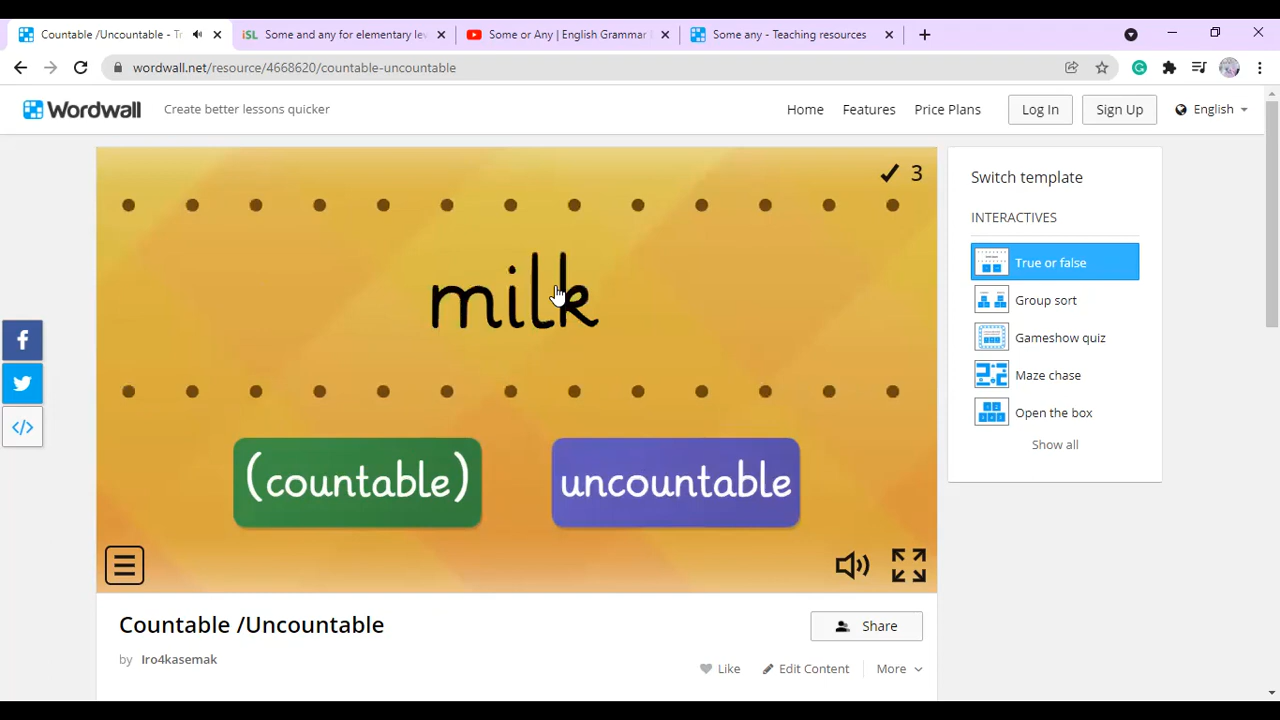 Countable /Uncountable - Tr
Some and any for elementary lev
Some or Any | English Grammar f
Some any - Teaching resources
wordwall.net/resource/4668620/countable-uncountable
Wordwall
Create better lessons quicker
Home
Features
Price Plans
Log In
Sign Up
English
3
milk
(countable)
uncountable
Switch template
INTERACTIVES
True or false
Group sort
Gameshow quiz
Maze chase
Open the box
Show all
Countable /Uncountable
by Iro4kasemak
Share
Like
Edit Content
More